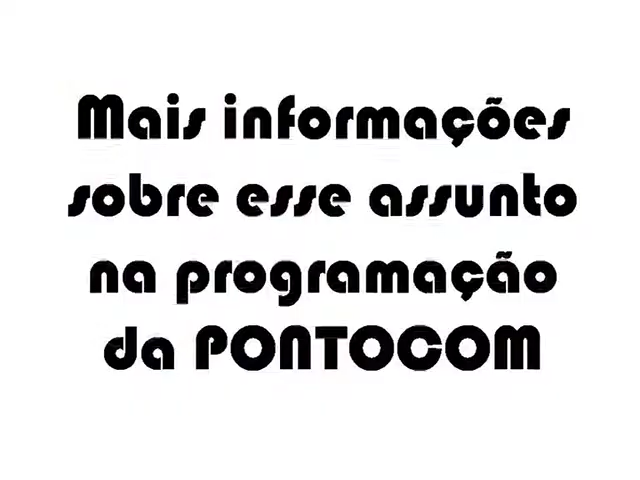 Mais informações
sobre esse assunto
na programação
da PONTOCOM